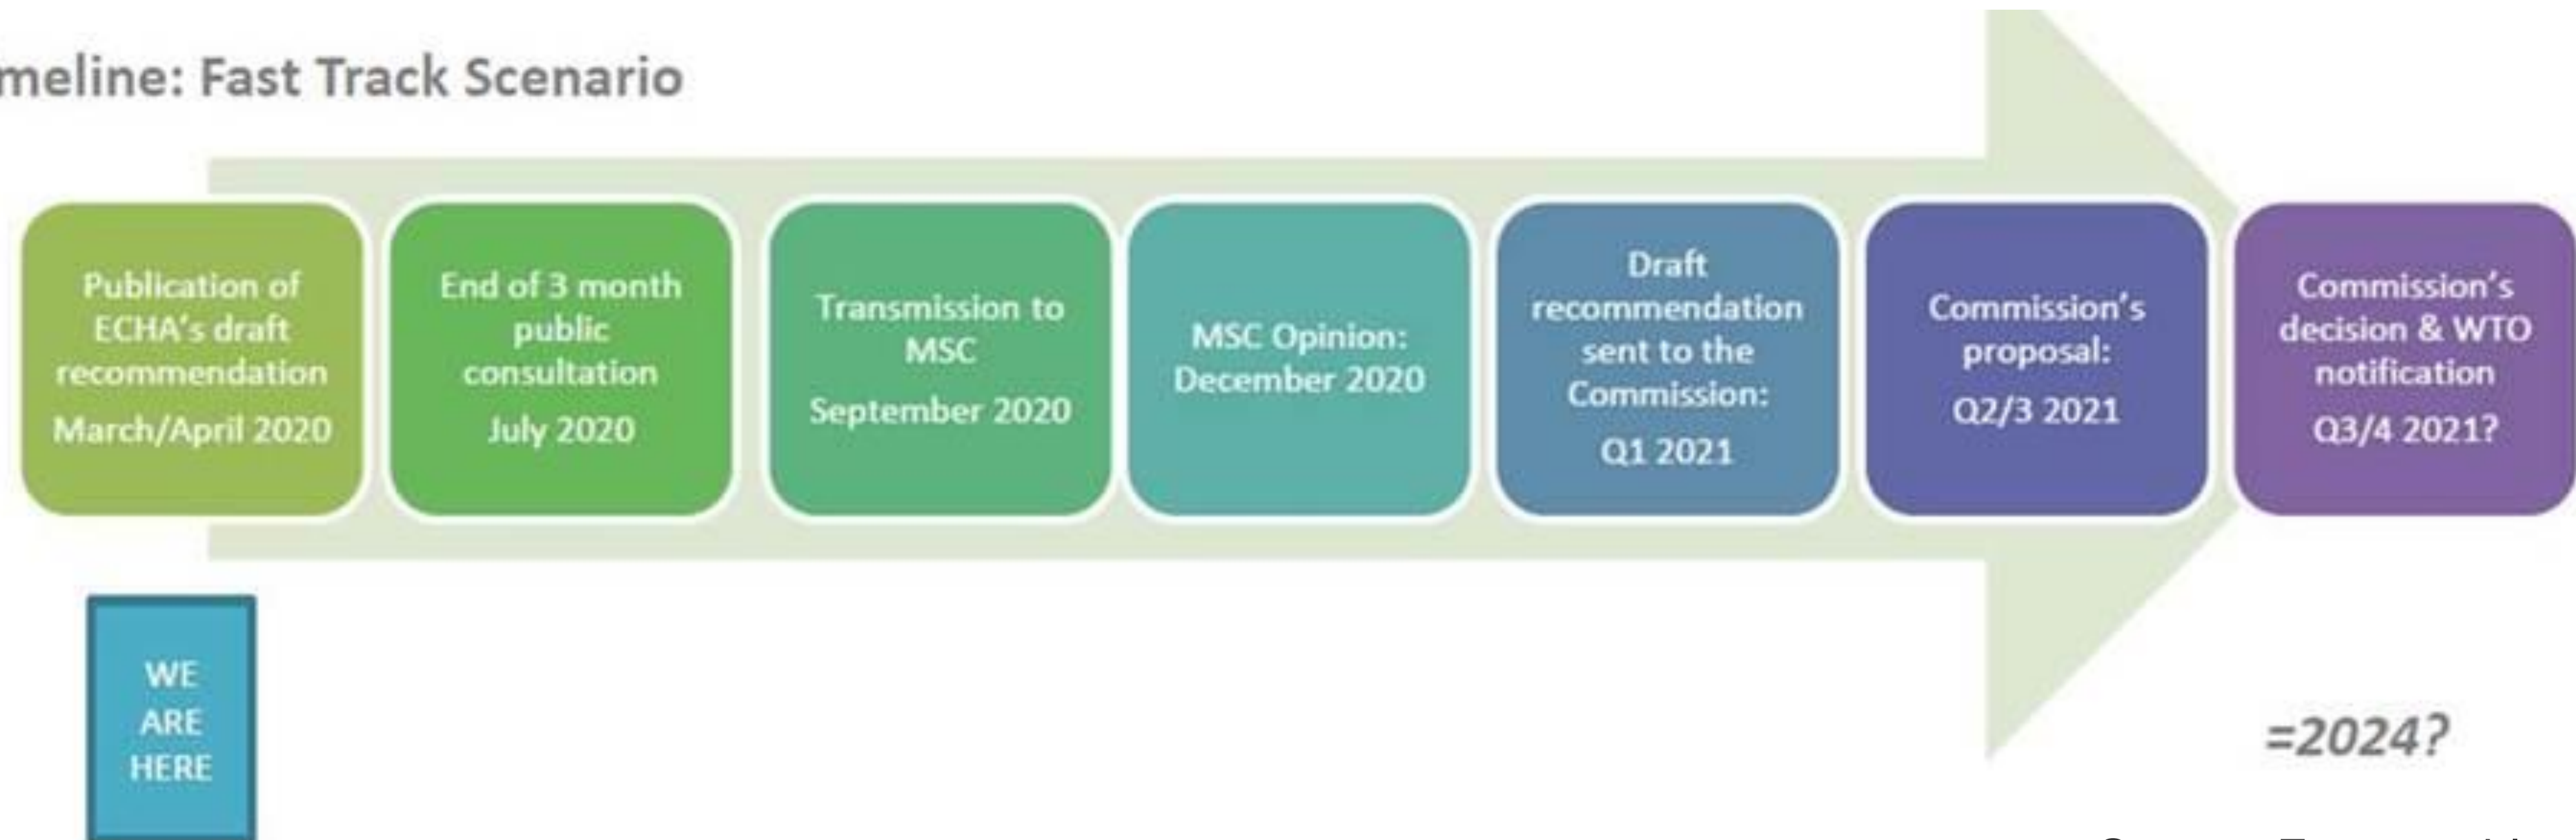 meline: Fast Track Scenario
Publication of
ECHA's draft
recommendation
March/April 2020
End of 3 month
public
consultation
July 2020
Transmission to
MSC
September 2020
MSC Opinion:
December 2020
Draft
recommendation
sent to the
Commission:
Q1 2021
Commission's
proposal:
Q2/3 2021
Commission's
decision & WTO
notification
Q3/4 2021?
WE
ARE
HERE
=2024?